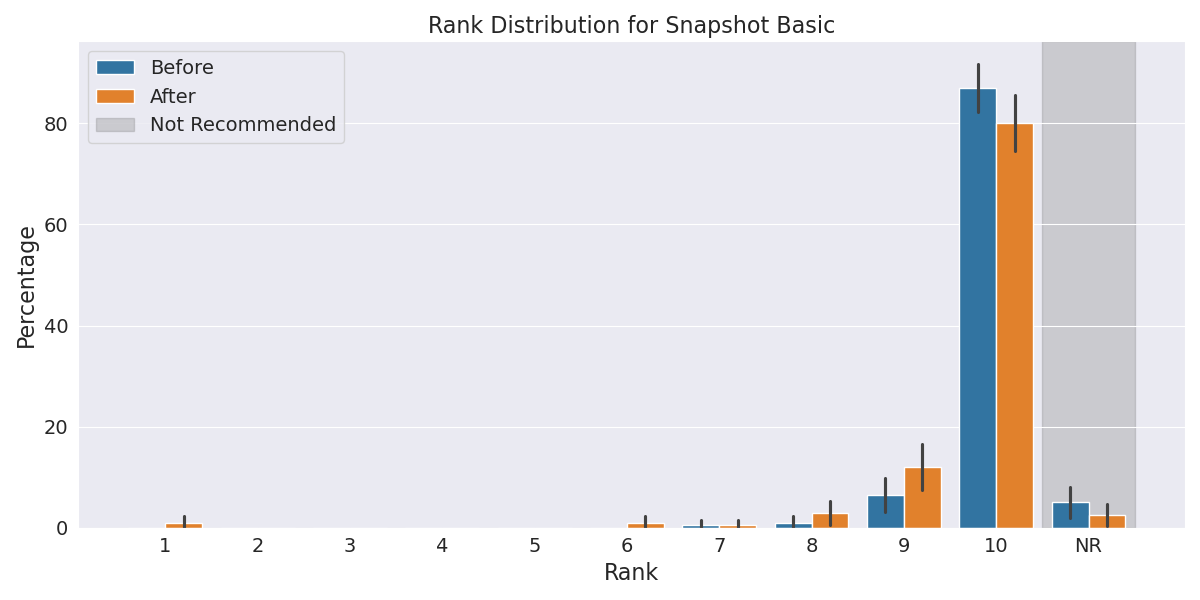 Rank Distribution for Snapshot Basic
Before
After
Not Recommended
Percentage
80
60
40
20
0
1 2 3 4 5 6 7 8 9 10 NR
Rank